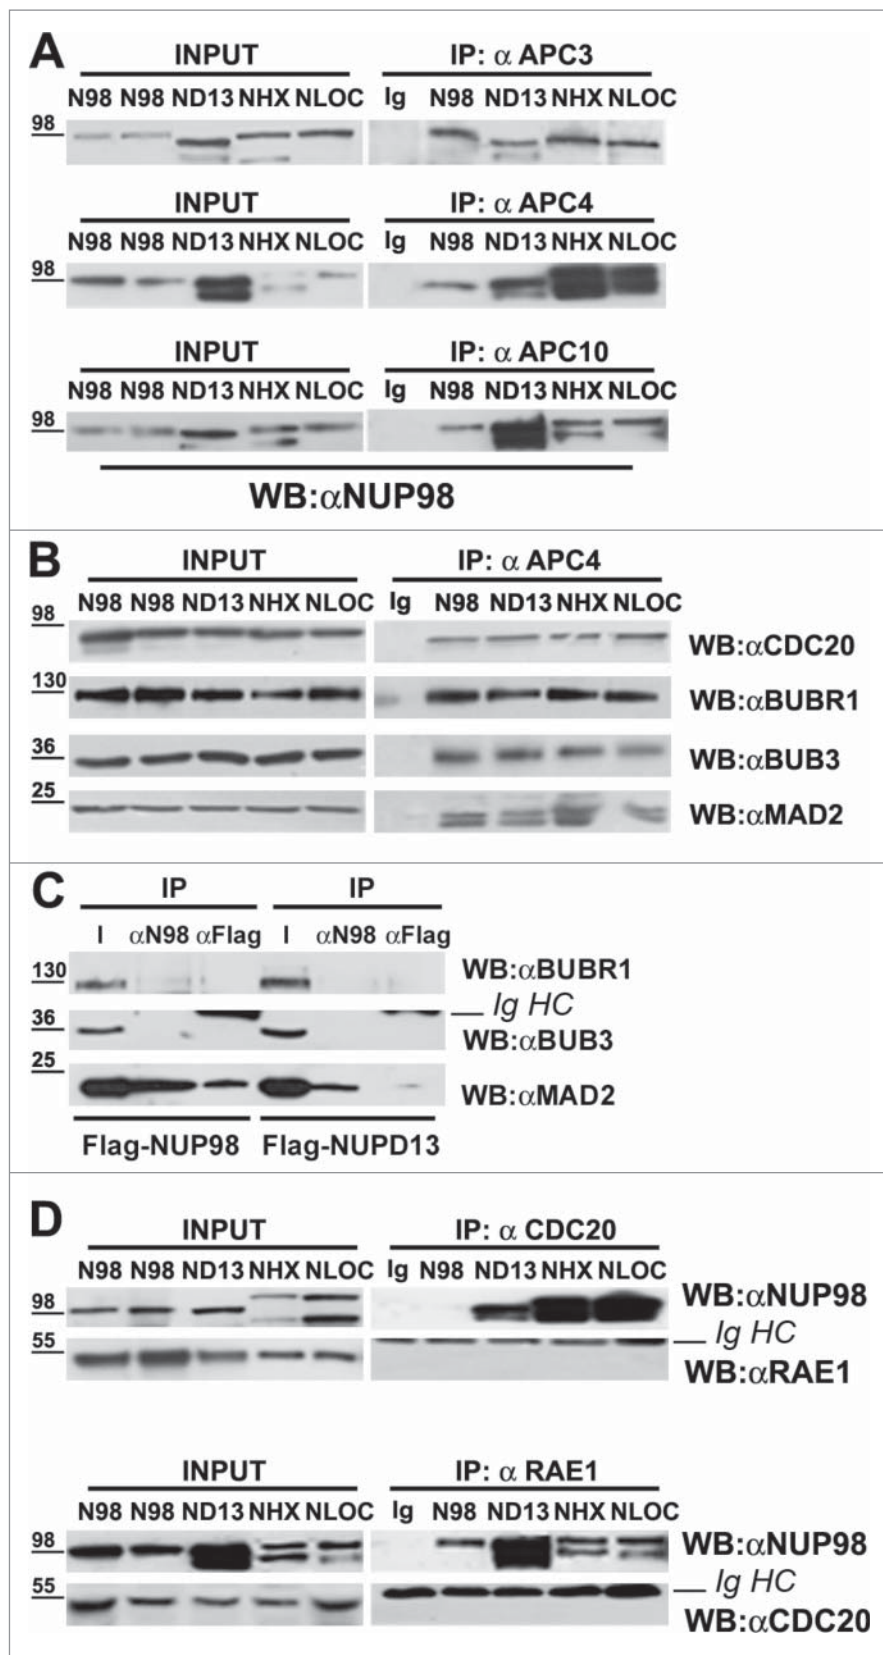 A
INPUT IP: α APC3
N98 N98 ND13 NHX NLOC Ig N98 ND13 NHX NLOC
98
INPUT IP: α APC4
N98 N98 ND13 NHX NLOC Ig N98 ND13 NHX NLOC
98
INPUT IP: α APC10
N98 N98 ND13 NHX NLOC Ig N98 ND13 NHX NLOC
98
WB:αNUP98
B
INPUT IP: α APC4
N98 N98 ND13 NHX NLOC Ig N98 ND13 NHX NLOC
98
WB:αCDC20
130
WB:αBUBR1
36
WB:αBUB3
25
WB:αMAD2
C
IP IP
I αN98 αFlag I αN98 αFlag
130
WB:αBUBR1
Ig HC
36
WB:αBUB3
25
WB:αMAD2
Flag-NUP98 Flag-NUPD13
D
INPUT IP: α CDC20
N98 N98 ND13 NHX NLOC Ig N98 ND13 NHX NLOC
98
WB:αNUP98
Ig HC
55
WB:αRAE1
INPUT IP: α RAE1
N98 N98 ND13 NHX NLOC Ig N98 ND13 NHX NLOC
98
WB:αNUP98
Ig HC
55
WB:αCDC20